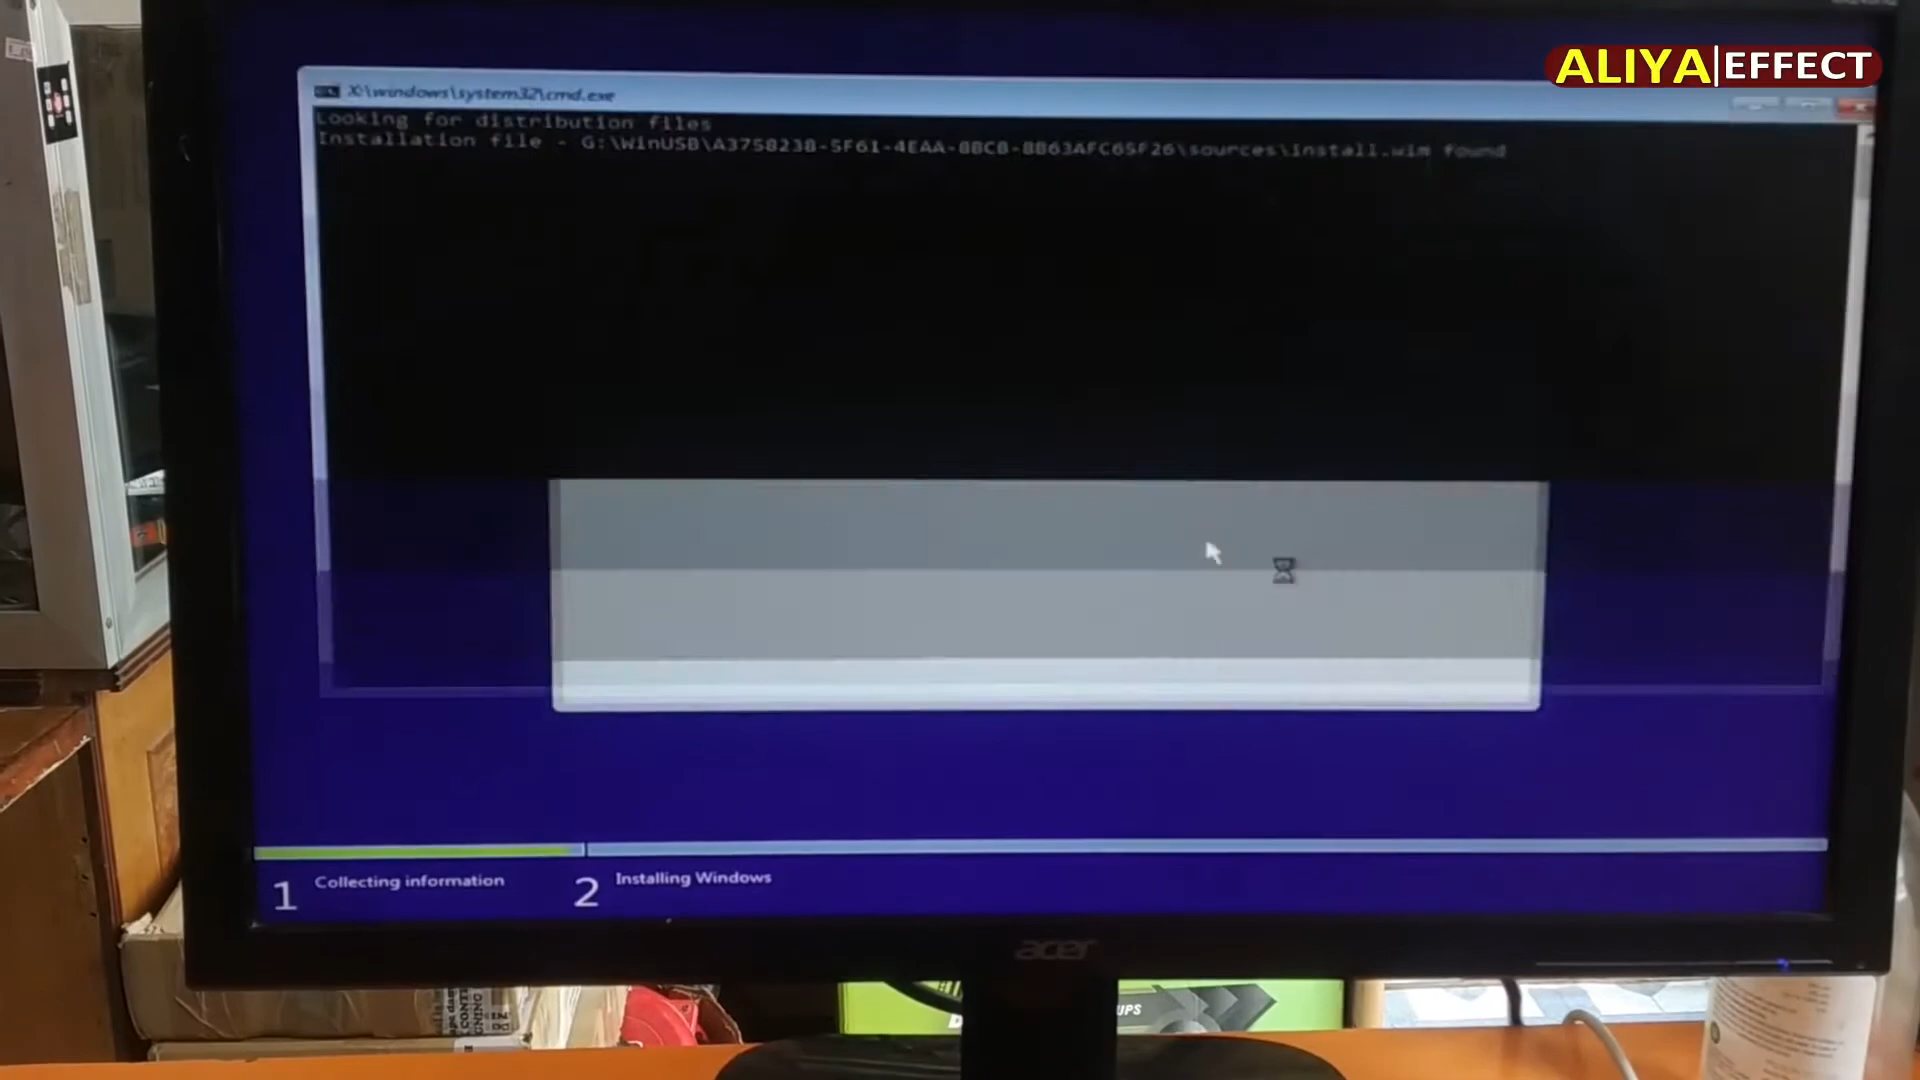 ALIYA|EFFECT
X:\windows\system32\cmd.exe
Looking for distribution files
Installation file - G:\WinUSB\A3758238-5F61-4EAA-8BC8-8B63AFC65F26\sources\install.wim found
1 Collecting information
2 Installing Windows
acer
UPS